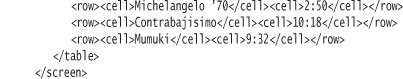 <row><cell>Michelangelo '70</cell><cell>2:50</cell></row>
<row><cell>Contrabajisimo</cell><cell>10:18</cell></row>
<row><cell>Mumuki</cell><cell>9:32</cell></row>
</table>
</screen>